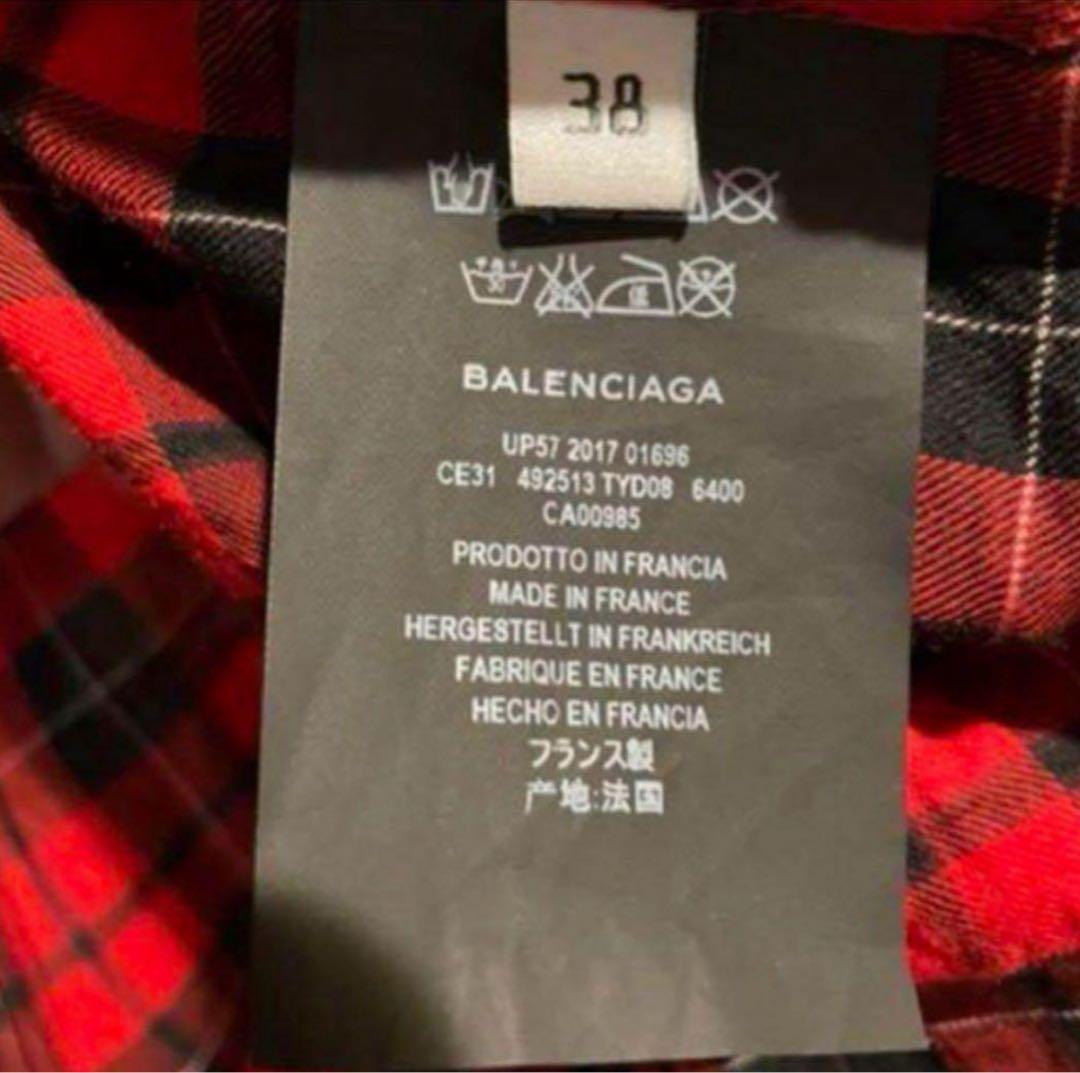 38
BALENCIAGA
UP57 2017 01696
CE31 492513 TYD08 6400
CA00985
PRODOTTO IN FRANCIA
MADE IN FRANCE
HERGESTELLT IN FRANKREICH
FABRIQUE EN FRANCE
HECHO EN FRANCIA
フランス製
产地:法国